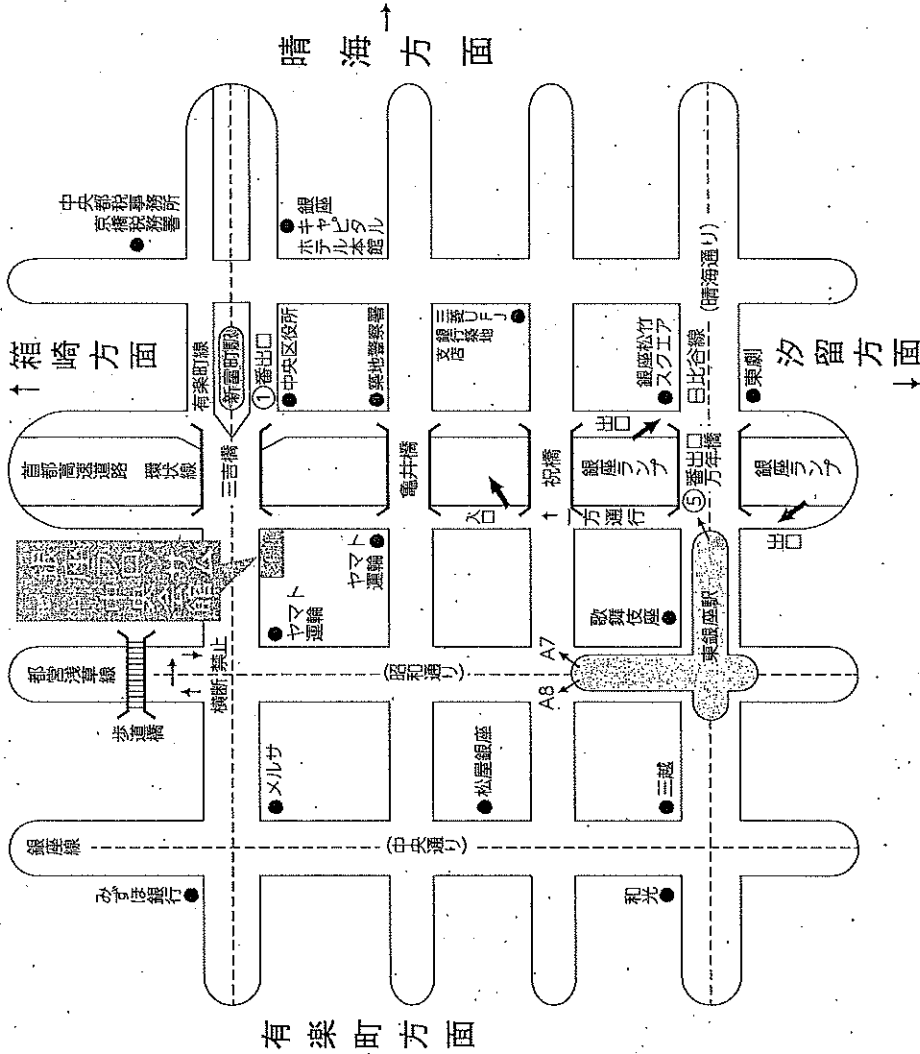 晴海方面
→
中央都税事務所
京橋税務署
銀座
キャピタル
ホテル本館
箱崎方面
↑
有楽町線
新富町駅
①番出口
中央区役所
築地警察署
三菱UFJ
銀行築地
支店
銀座松竹
スクエア
日比谷線
(晴海通り)
東劇
汐留方面
↓
首都高速道路 環状線
三吉橋
亀井橋
祝橋
出口
銀座ランプ
⑤番出口
万年橋
銀座ランプ
入口
↑一方通行
出口
ヤマト
運輸
ヤマト
運輸
歌舞伎座
東銀座駅
都営浅草線
歩道橋
横断禁止
(昭和通り)
A7
A8
メルサ
松屋銀座
三越
銀座線
(中央通り)
みずほ銀行
和光
有楽町方面